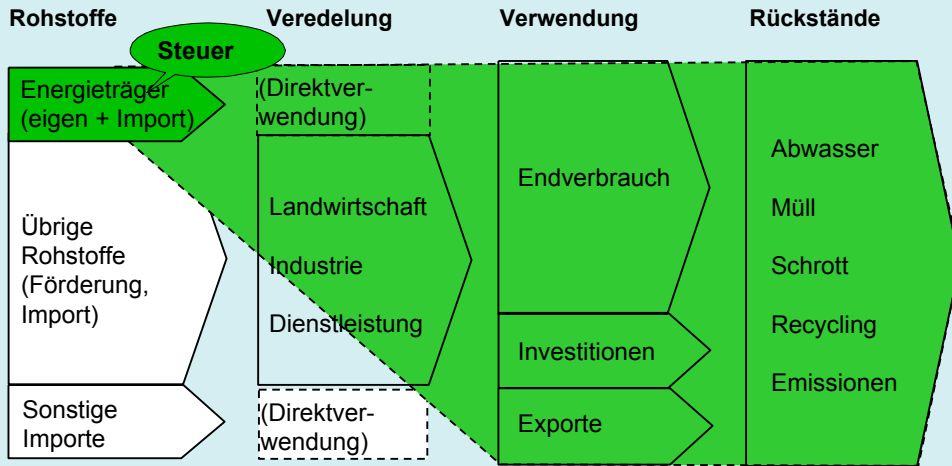 Rohstoffe
Veredelung
Verwendung
Rückstände
Steuer
Energieträger
(eigen + Import)
Übrige
Rohstoffe
(Förderung,
Import)
Sonstige
Importe
(Direktver-
wendung)
Landwirtschaft
Industrie
Dienstleistung
(Direktver-
wendung)
Endverbrauch
Investitionen
Exporte
Abwasser
Müll
Schrott
Recycling
Emissionen